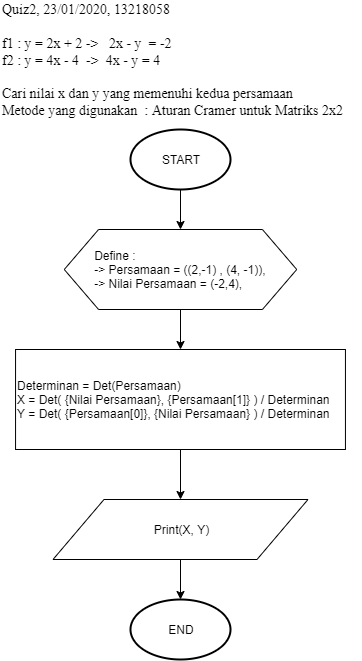 Quiz2, 23/01/2020, 13218058
f1 : y = 2x + 2 -> 2x - y = -2
f2 : y = 4x - 4 -> 4x - y = 4
Cari nilai x dan y yang memenuhi kedua persamaan
Metode yang digunakan : Aturan Cramer untuk Matriks 2x2
START
Define :
-> Persamaan = ((2,-1) , (4, -1)),
-> Nilai Persamaan = (-2,4),
Determinan = Det(Persamaan)
X = Det( {Nilai Persamaan}, {Persamaan[1]} ) / Determinan
Y = Det( {Persamaan[0]}, {Nilai Persamaan} ) / Determinan
Print(X, Y)
END